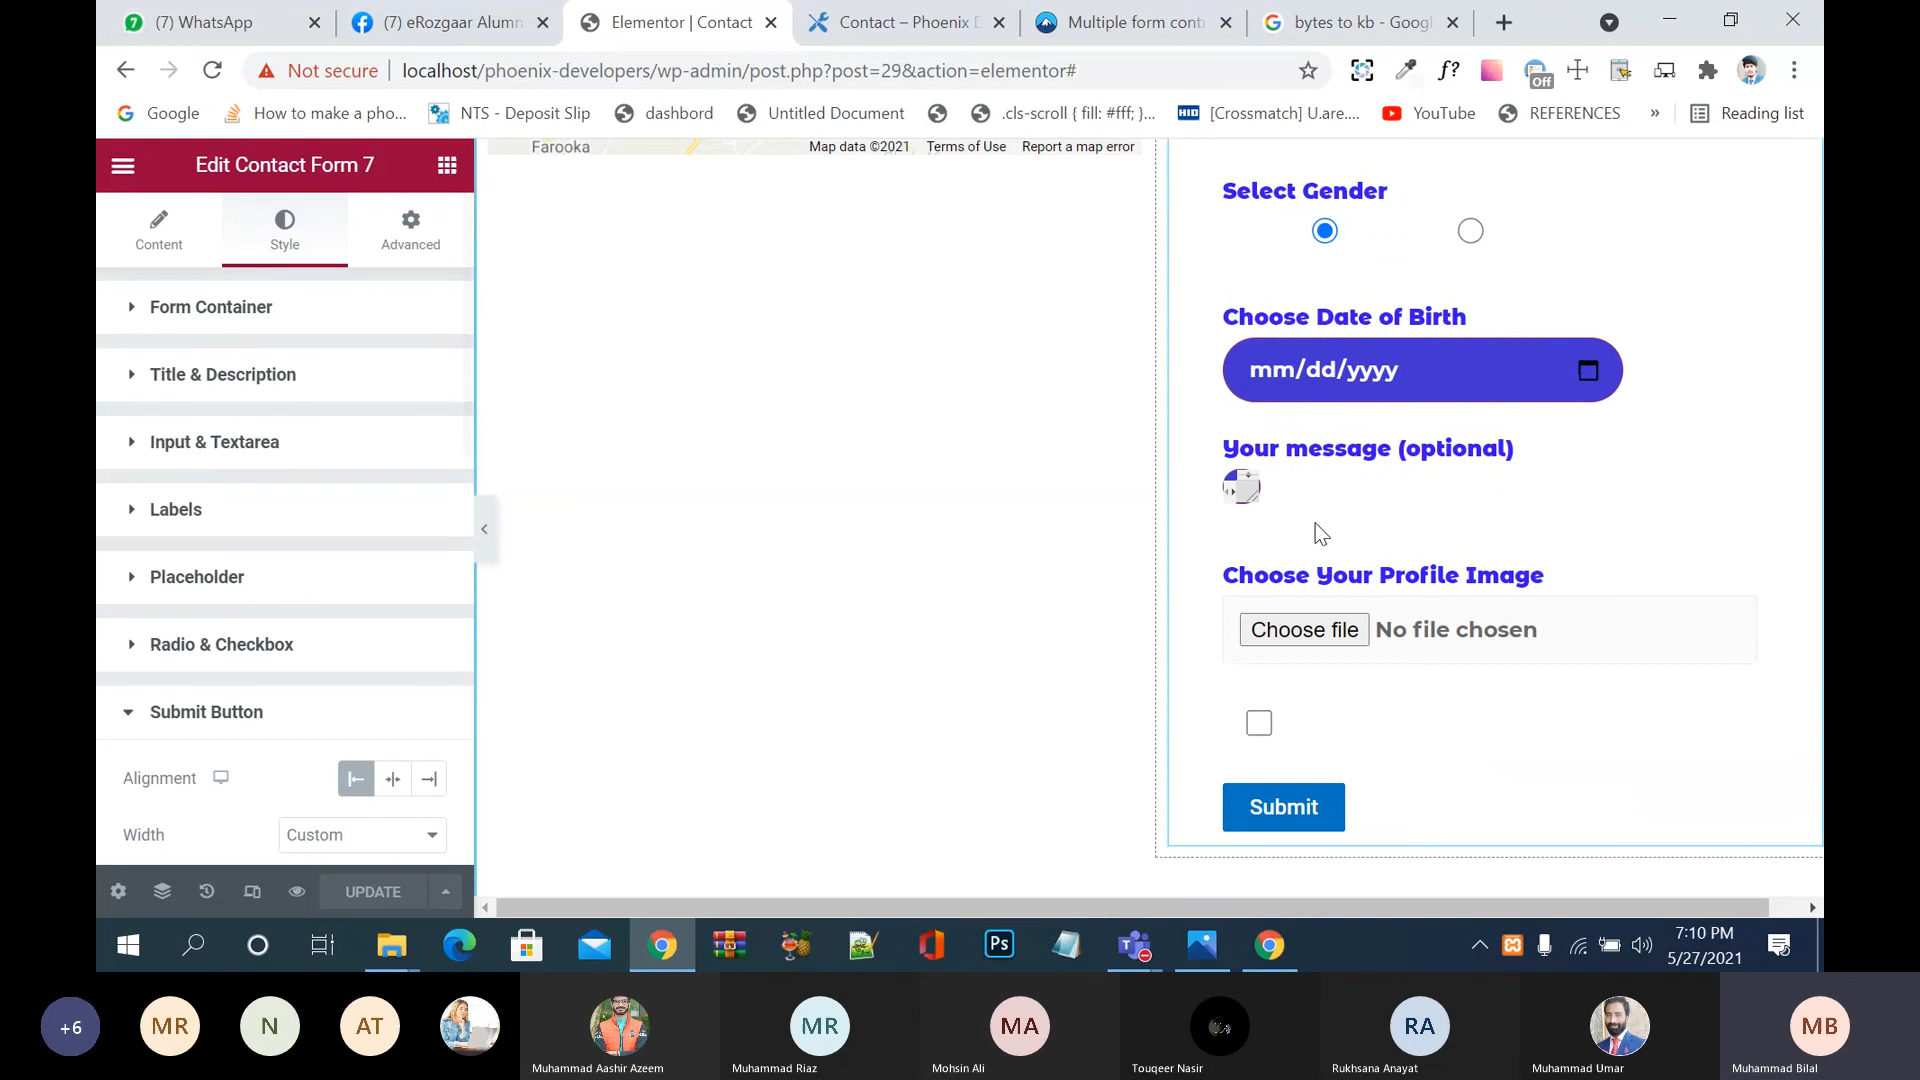 (7) WhatsApp
(7) eRozgaar Alumn
Elementor | Contact
Contact – Phoenix D
Multiple form cont
bytes to kb - Googl
Not secure
localhost/phoenix-developers/wp-admin/post.php?post=29&action=elementor#
f?
Off
Google
How to make a pho...
NTS - Deposit Slip
dashbord
Untitled Document
.cls-scroll { fill: #fff; }...
HID
[Crossmatch] U.are....
YouTube
REFERENCES
»
Reading list
Edit Contact Form 7
Content
Style
Advanced
Form Container
Title & Description
Input & Textarea
Labels
Placeholder
Radio & Checkbox
Submit Button
Alignment
Width
Custom
UPDATE
Farooka
Map data ©2021
Terms of Use
Report a map error
Select Gender
Choose Date of Birth
mm/dd/yyyy
Your message (optional)
Choose Your Profile Image
Choose file
No file chosen
Submit
Ps
7:10 PM
5/27/2021
+6
MR
N
AT
MR
MA
RA
MB
Muhammad Aashir Azeem
Muhammad Riaz
Mohsin Ali
Touqeer Nasir
Rukhsana Anayat
Muhammad Umar
Muhammad Bilal